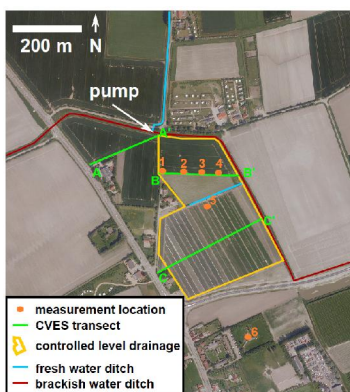 200 m
N
pump
A
A'
1
2
3
4
B
B'
5
C'
C
6
measurement location
CVES transect
controlled level drainage
fresh water ditch
brackish water ditch